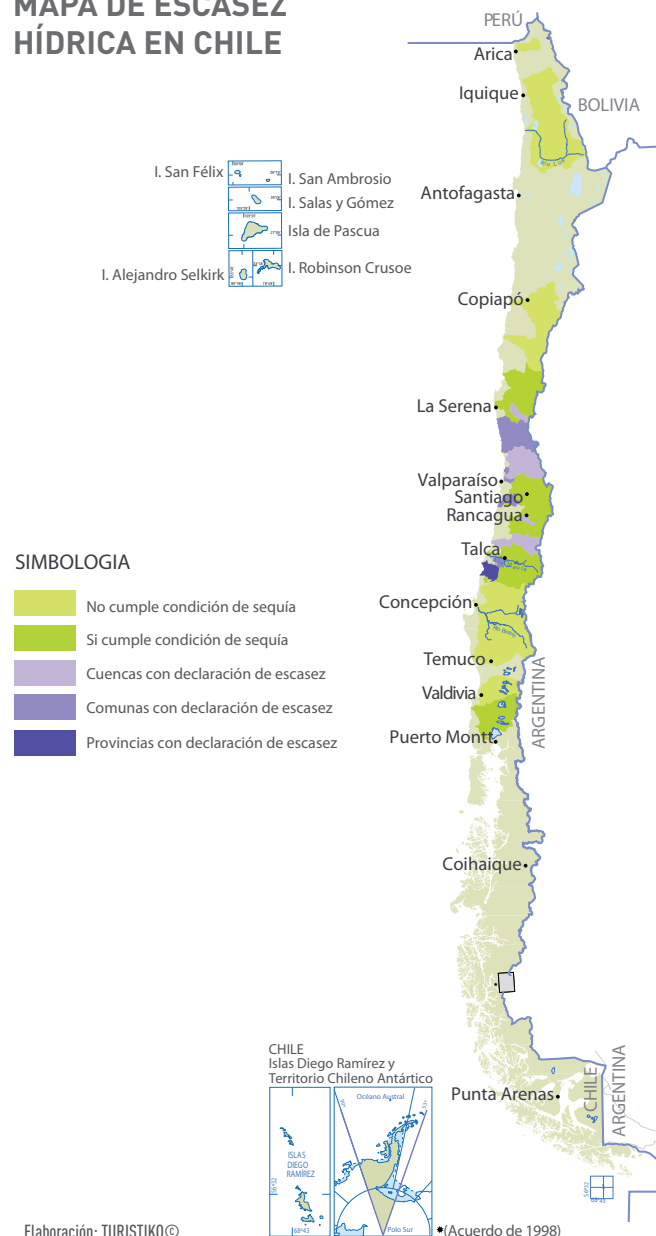 MAPA DE ESCASEZ
HÍDRICA EN CHILE
PERÚ
Arica
Iquique
BOLIVIA
Antofagasta
I. San Félix
I. San Ambrosio
I. Salas y Gómez
Isla de Pascua
I. Alejandro Selkirk
I. Robinson Crusoe
Copiapó
La Serena
Valparaíso
Santiago
Rancagua
Talca
SIMBOLOGIA
No cumple condición de sequía
Si cumple condición de sequía
Cuencas con declaración de escasez
Comunas con declaración de escasez
Provincias con declaración de escasez
Concepción
Temuco
Valdivia
Puerto Montt
ARGENTINA
Coihaique
CHILE
Islas Diego Ramírez y
Territorio Chileno Antártico
Océano Austral
ISLAS
DIEGO
RAMÍREZ
68°43
Polo Sur
Punta Arenas
CHILE
ARGENTINA
*(Acuerdo de 1998)
Elaboración: TURISTIKO©